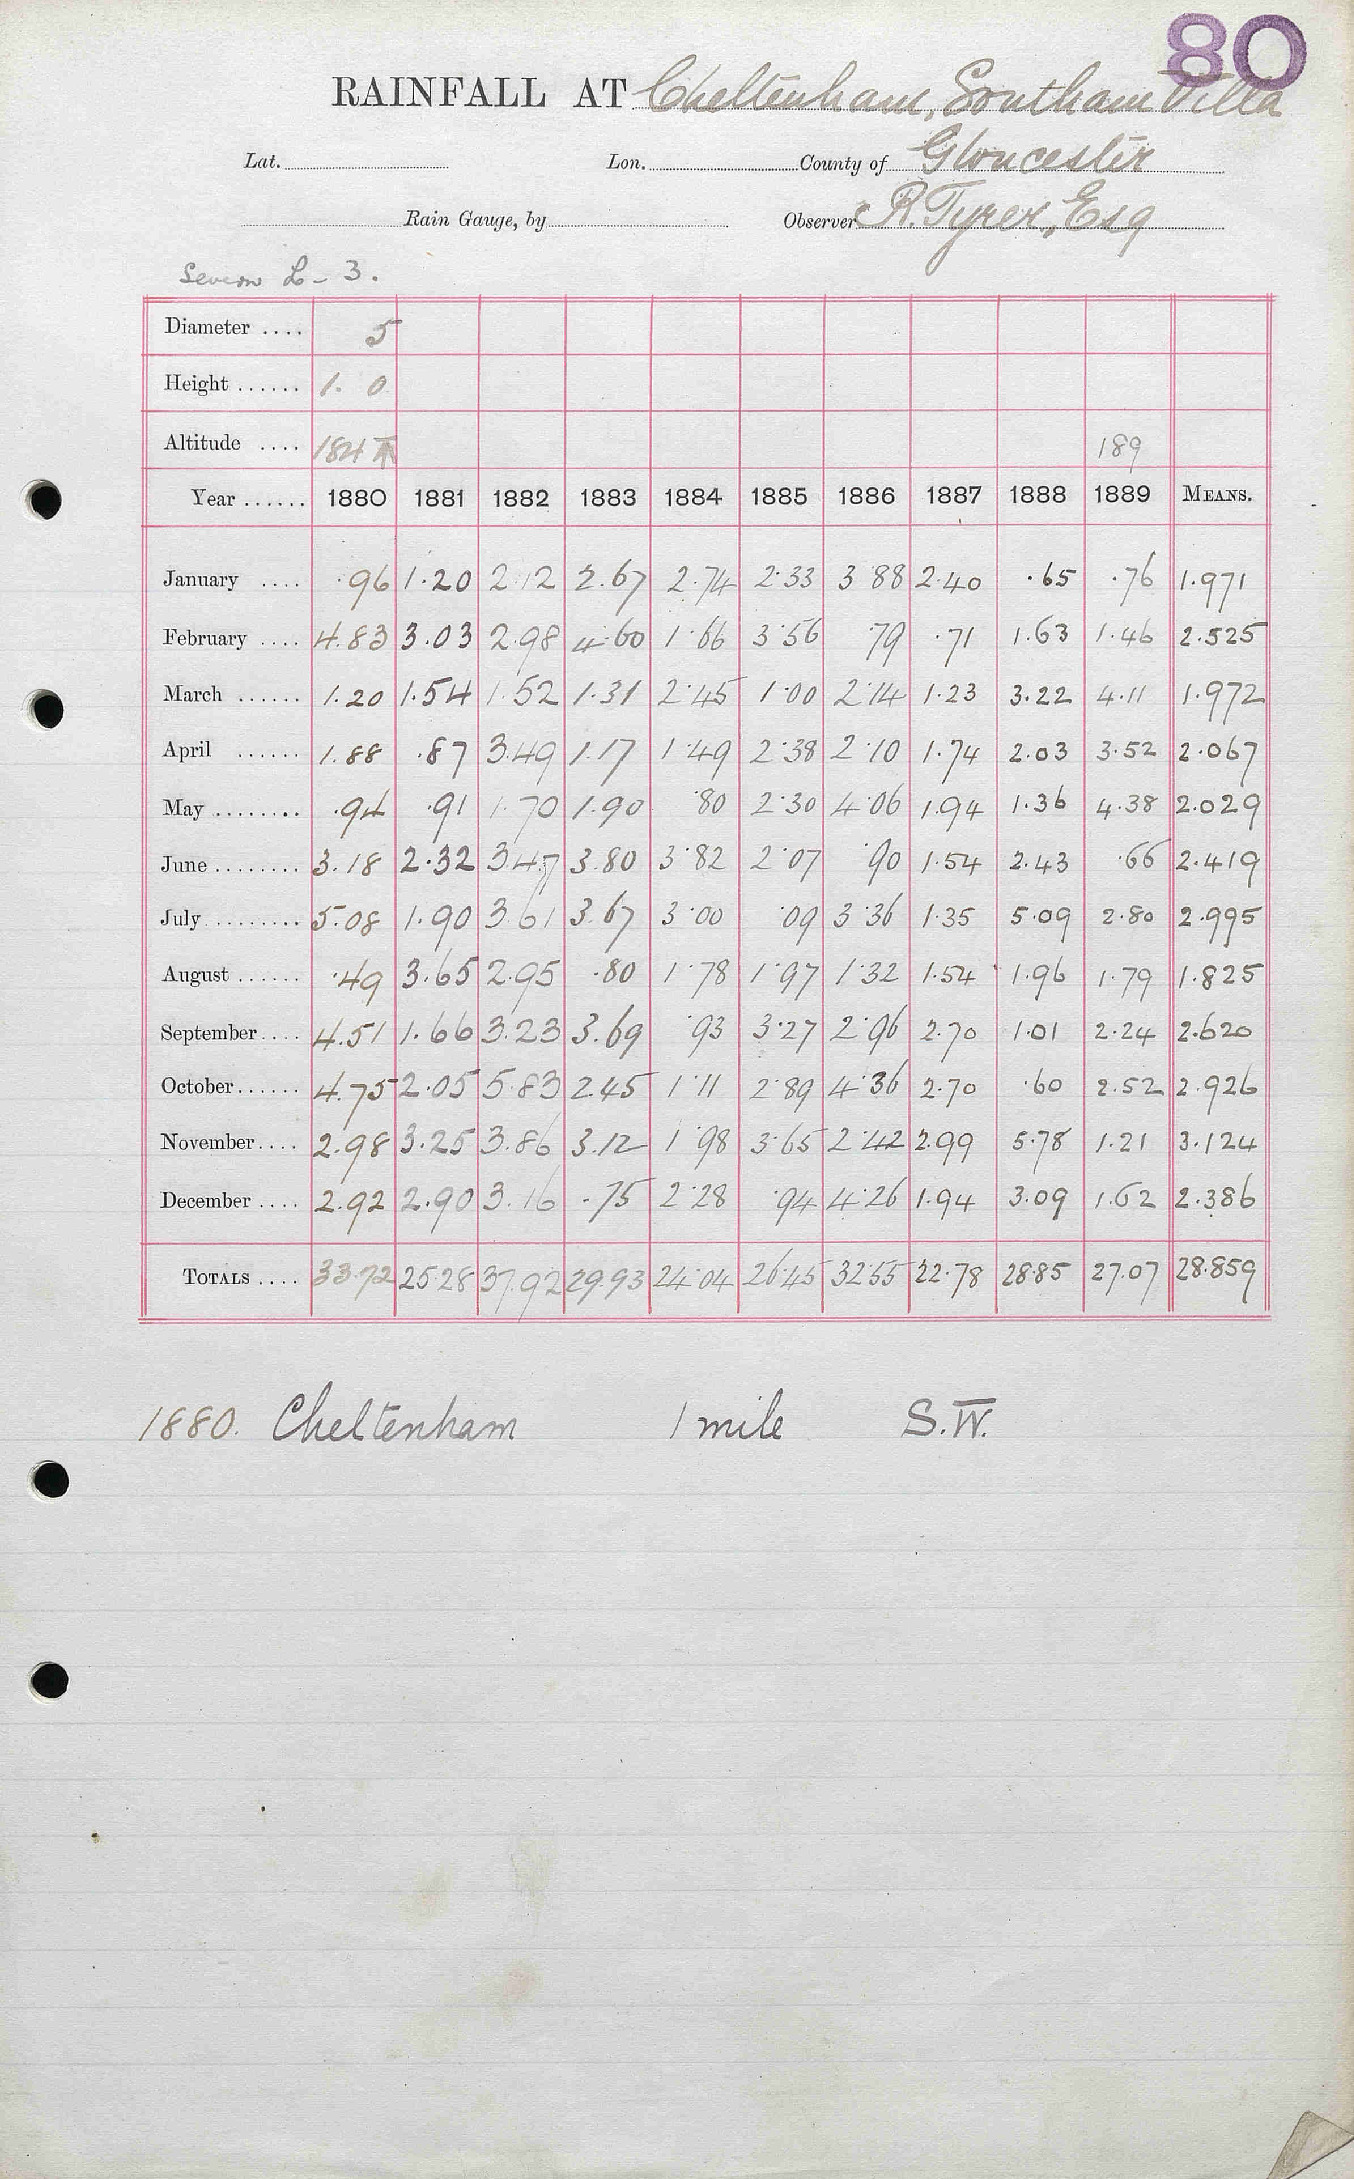 80
RAINFALL AT Cheltenham, Southam Villa
Lat. Lon. County of Gloucester
Rain Gauge, by Observer R. Tyrer, Esq
Severn L - 3.
Diameter .... 5
Height ...... 1. 0
Altitude .... 184 189
Year ...... 1880 1881 1882 1883 1884 1885 1886 1887 1888 1889 MEANS.
January .... .96 1.20 2.12 2.67 2.74 2.33 3.88 2.40 .65 .76 1.971
February .... 4.83 3.03 2.98 4.60 1.66 3.56 .79 .71 1.63 1.46 2.525
March ...... 1.20 1.54 1.52 1.31 2.45 1.00 2.14 1.23 3.22 4.11 1.972
April ...... 1.88 .87 3.49 1.17 1.49 2.38 2.10 1.74 2.03 3.52 2.067
May ........ .94 .91 1.70 1.90 .80 2.30 4.06 1.94 1.36 4.38 2.029
June ........ 3.18 2.32 3.47 3.80 3.82 2.07 .90 1.54 2.43 .66 2.419
July ......... 5.08 1.90 3.61 3.67 3.00 .09 3.36 1.35 5.09 2.80 2.995
August ...... .49 3.65 2.95 .80 1.78 1.97 1.32 1.54 1.96 1.79 1.825
September .... 4.51 1.66 3.23 3.69 .93 3.27 2.96 2.70 1.01 2.24 2.620
October ...... 4.75 2.05 5.83 2.45 1.11 2.89 4.36 2.70 .60 2.52 2.926
November .... 2.98 3.25 3.86 3.12 1.98 3.65 2.42 2.99 5.78 1.21 3.124
December .... 2.92 2.90 3.16 .75 2.28 .94 4.26 1.94 3.09 1.62 2.386
TOTALS .... 33.72 25.28 37.92 29.93 24.04 26.45 32.55 22.78 28.85 27.07 28.859
1880. Cheltenham 1 mile S.W.